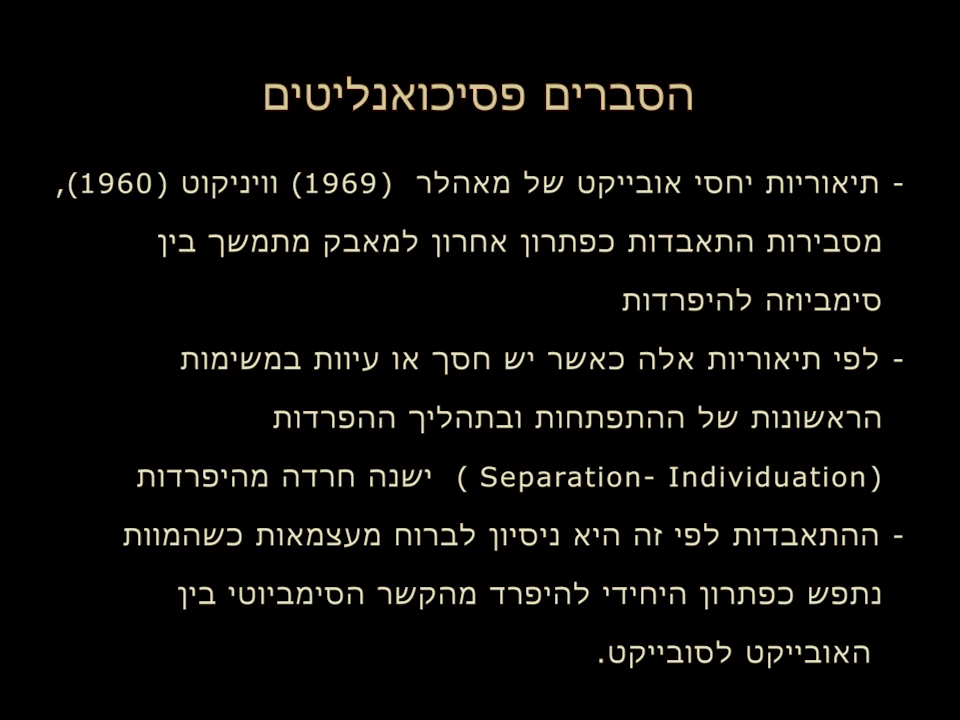 הסברים פסיכואנליטים
- תיאוריות יחסי אובייקט של מאהלר (1969) וויניקוט (1960),
מסבירות התאבדות כפתרון אחרון למאבק מתמשך בין
סימביוזה להיפרדות
- לפי תיאוריות אלה כאשר יש חסך או עיוות במשימות
הראשונות של ההתפתחות ובתהליך ההפרדות
(Separation- Individuation ) ישנה חרדה מהיפרדות
- ההתאבדות לפי זה היא ניסיון לברוח מעצמאות כשהמוות
נתפש כפתרון היחידי להיפרד מהקשר הסימביוטי בין
האובייקט לסובייקט.